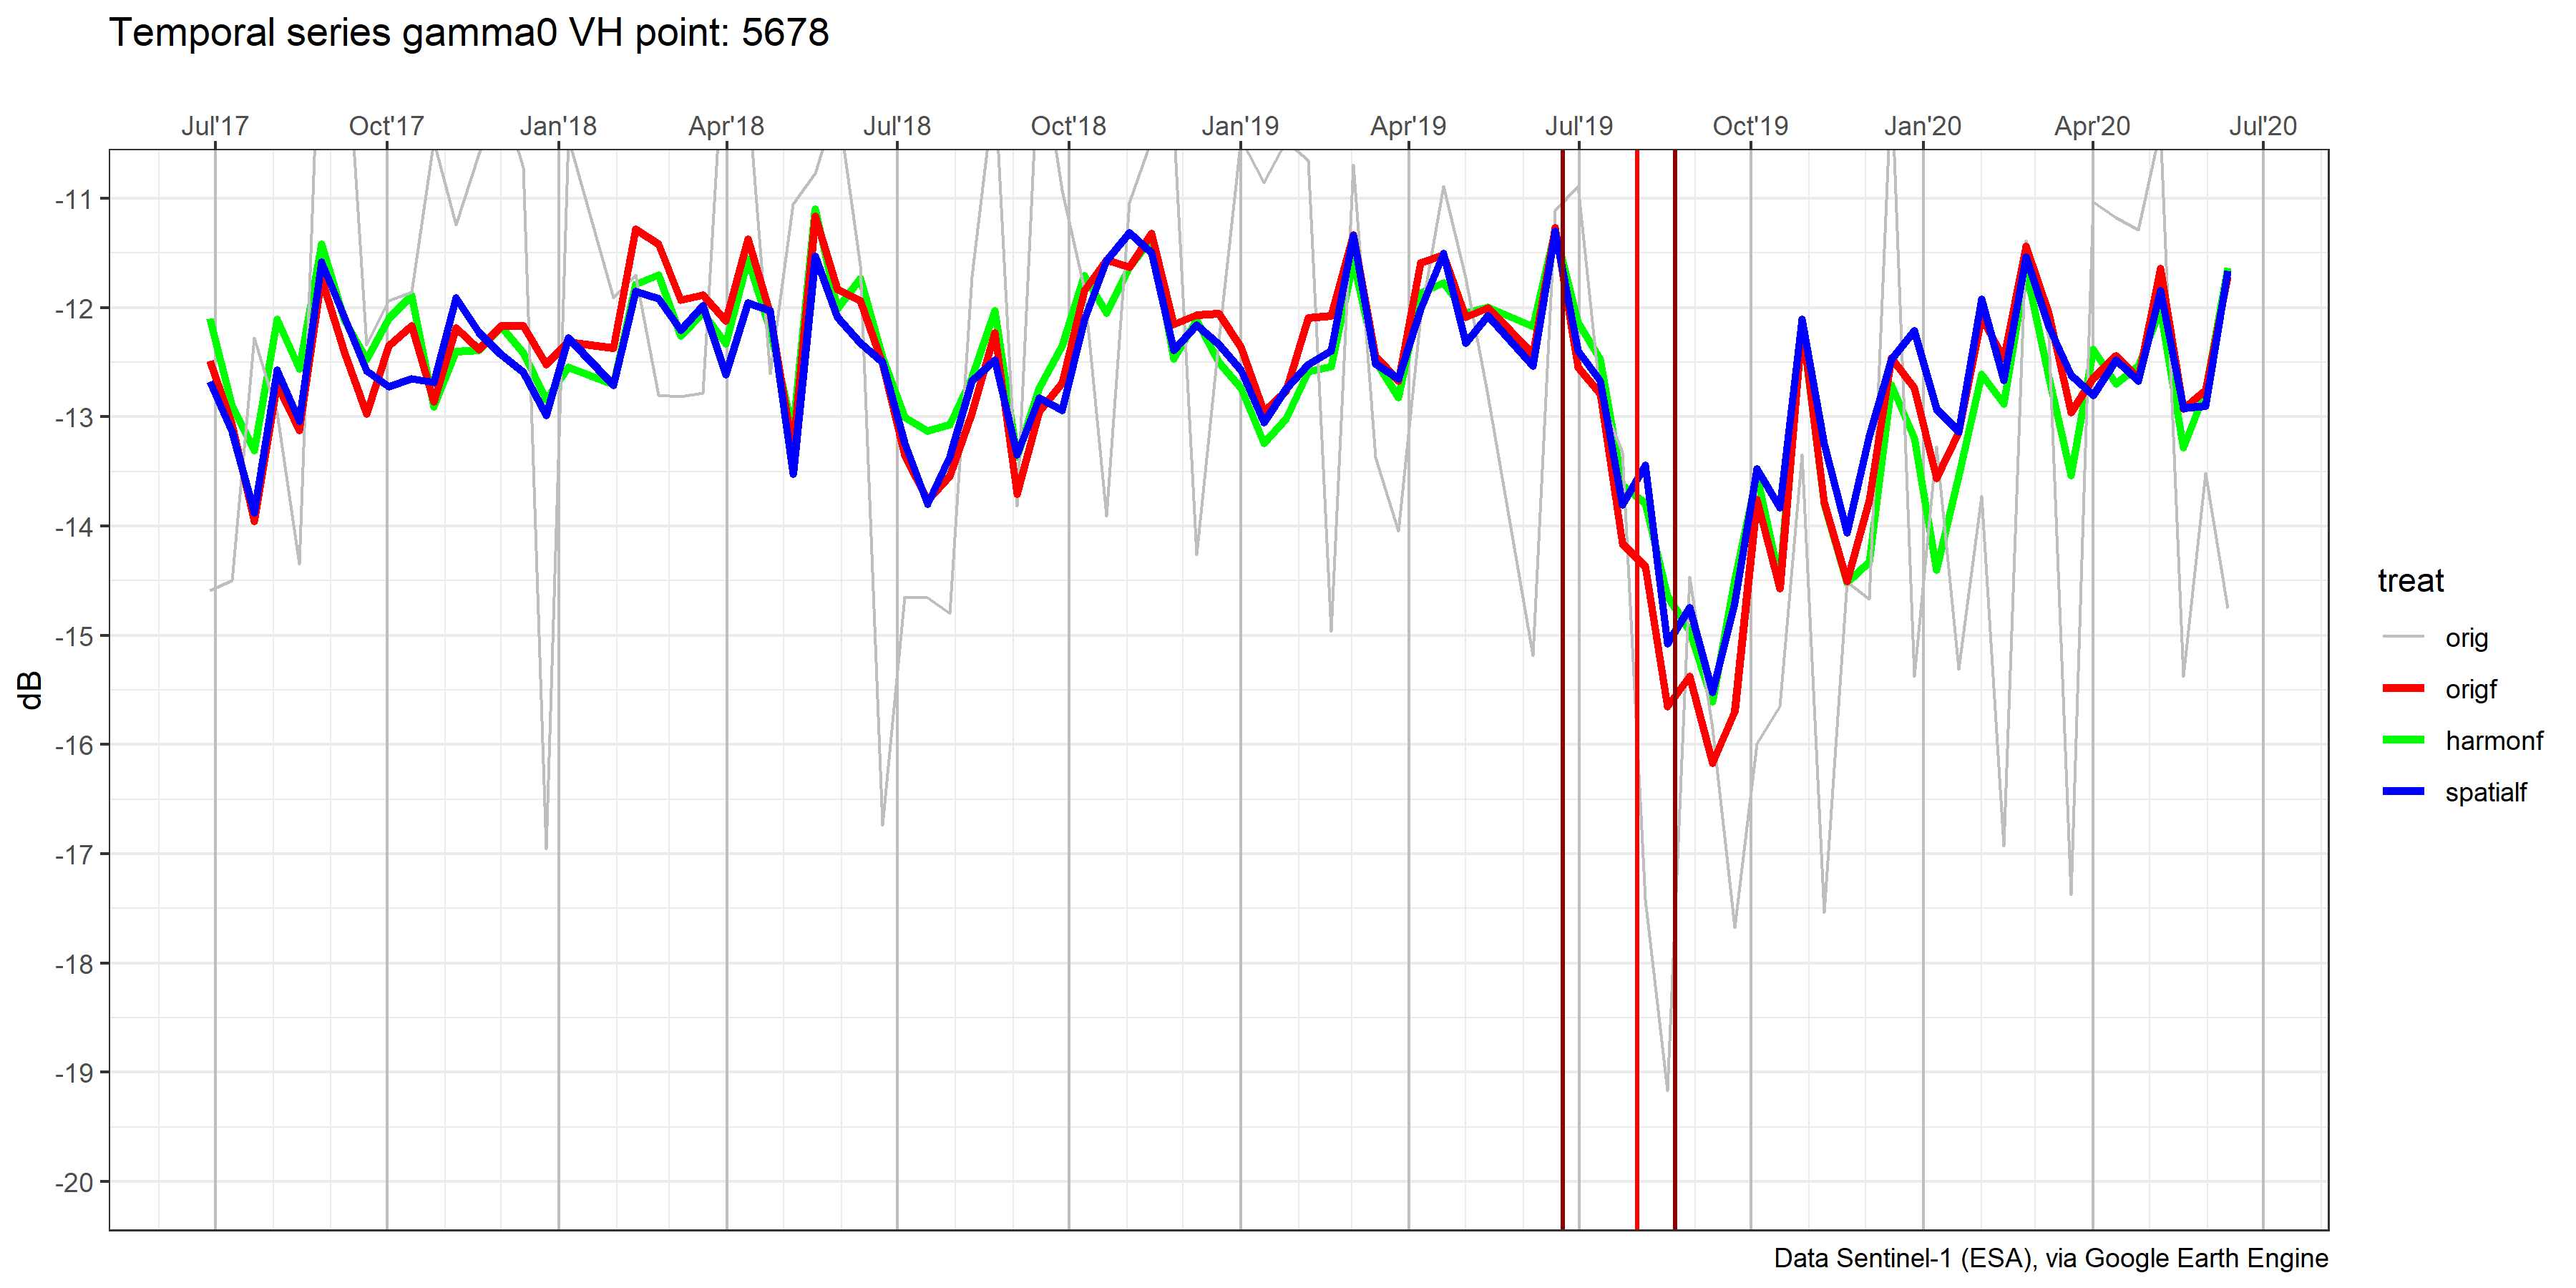 Temporal series gamma0 VH point: 5678
Jul'17 Oct'17 Jan'18 Apr'18 Jul'18 Oct'18 Jan'19 Apr'19 Jul'19 Oct'19 Jan'20 Apr'20 Jul'20
-11
-12
-13
-14
-15
-16
-17
-18
-19
-20
dB
treat
orig
origf
harmonf
spatialf
Data Sentinel-1 (ESA), via Google Earth Engine